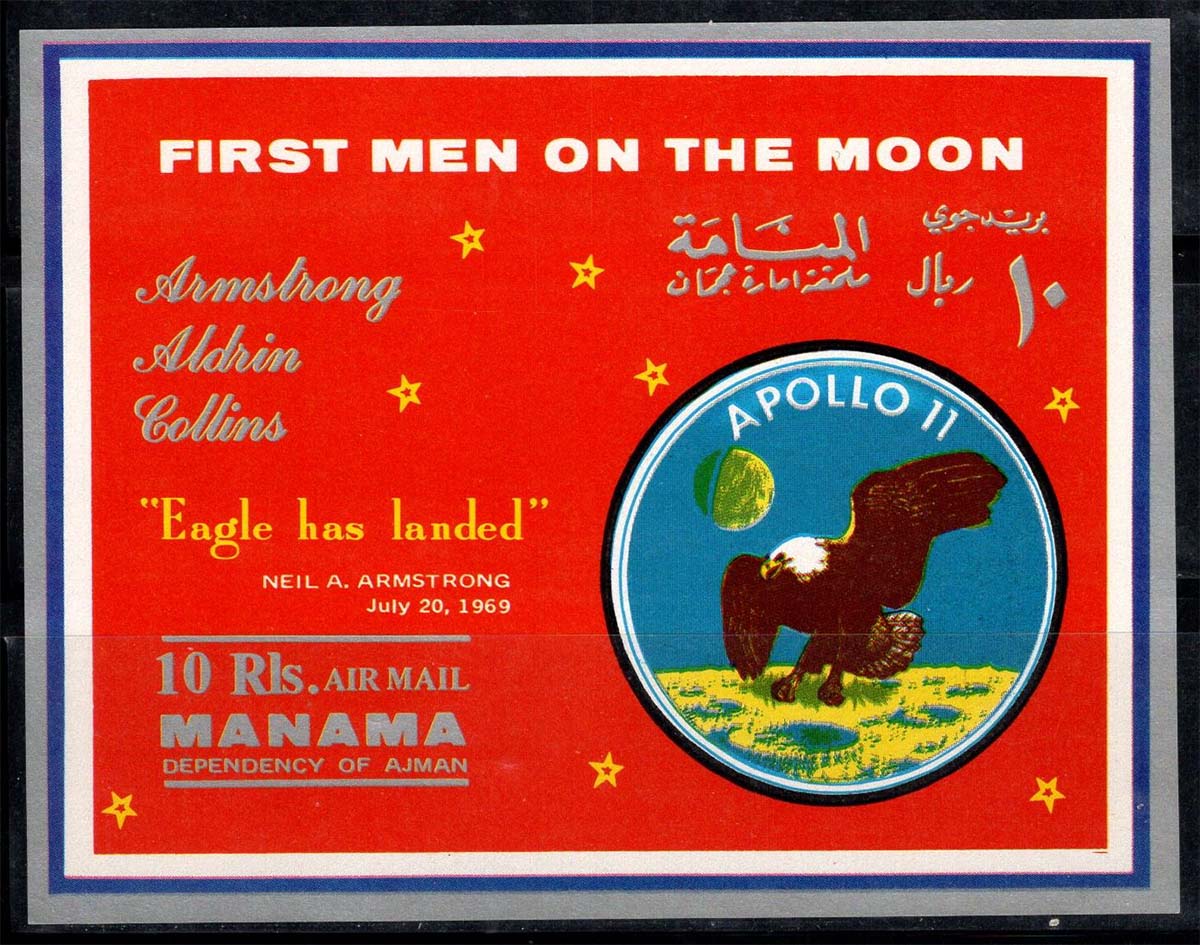 FIRST MEN ON THE MOON
بريد جوي
المنامة
ملحقة امارة عجمان
ريال ١٠
Armstrong
Aldrin
Collins
APOLLO 11
"Eagle has landed"
NEIL A. ARMSTRONG
July 20, 1969
10 Rls. AIR MAIL
MANAMA
DEPENDENCY OF AJMAN